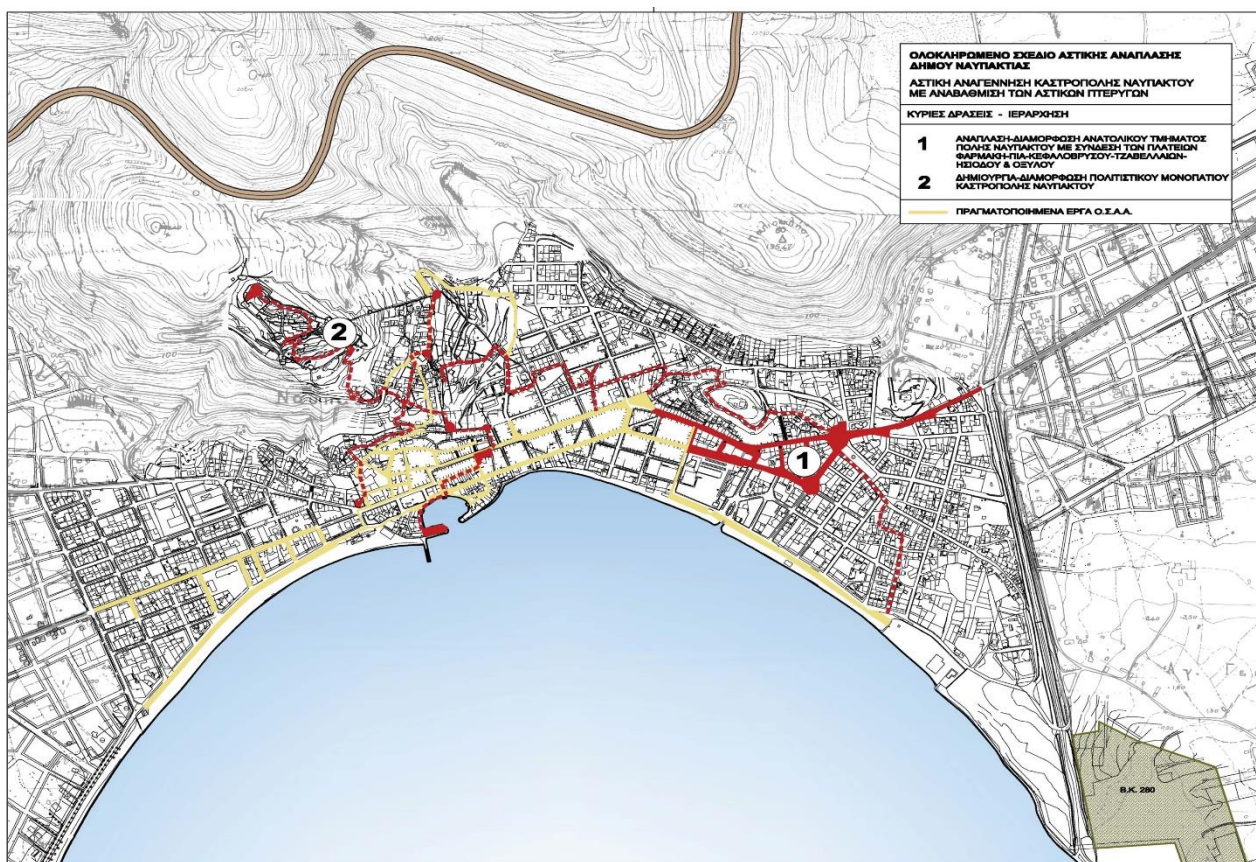 ΟΛΟΚΛΗΡΩΜΕΝΟ ΣΧΕΔΙΟ ΑΣΤΙΚΗΣ ΑΝΑΠΛΑΣΗΣ
ΔΗΜΟΥ ΝΑΥΠΑΚΤΙΑΣ
ΑΣΤΙΚΗ ΑΝΑΓΕΝΝΗΣΗ ΚΑΣΤΡΟΠΟΛΗΣ ΝΑΥΠΑΚΤΟΥ
ΜΕ ΑΝΑΒΑΘΜΙΣΗ ΤΩΝ ΑΣΤΙΚΩΝ ΠΤΕΡΥΓΩΝ
ΚΥΡΙΕΣ ΔΡΑΣΕΙΣ - ΙΕΡΑΡΧΗΣΗ
1 ΑΝΑΠΛΑΣΗ-ΔΙΑΜΟΡΦΩΣΗ ΑΝΑΤΟΛΙΚΟΥ ΤΜΗΜΑΤΟΣ
ΠΟΛΗΣ ΝΑΥΠΑΚΤΟΥ ΜΕ ΣΥΝΔΕΣΗ ΤΩΝ ΠΛΑΤΕΙΩΝ
ΦΑΡΜΑΚΗ-ΠΙΑ-ΚΕΦΑΛΟΒΡΥΣΟΥ-ΤΖΑΒΕΛΛΑΙΩΝ-
ΗΣΙΟΔΟΥ & ΟΞΥΛΟΥ
2 ΔΗΜΙΟΥΡΓΙΑ-ΔΙΑΜΟΡΦΩΣΗ ΠΟΛΙΤΙΣΤΙΚΟΥ ΜΟΝΟΠΑΤΙΟΥ
ΚΑΣΤΡΟΠΟΛΗΣ ΝΑΥΠΑΚΤΟΥ
ΠΡΑΓΜΑΤΟΠΟΙΗΜΕΝΑ ΕΡΓΑ Ο.Σ.Α.Α.
2
1
Β.Κ. 280